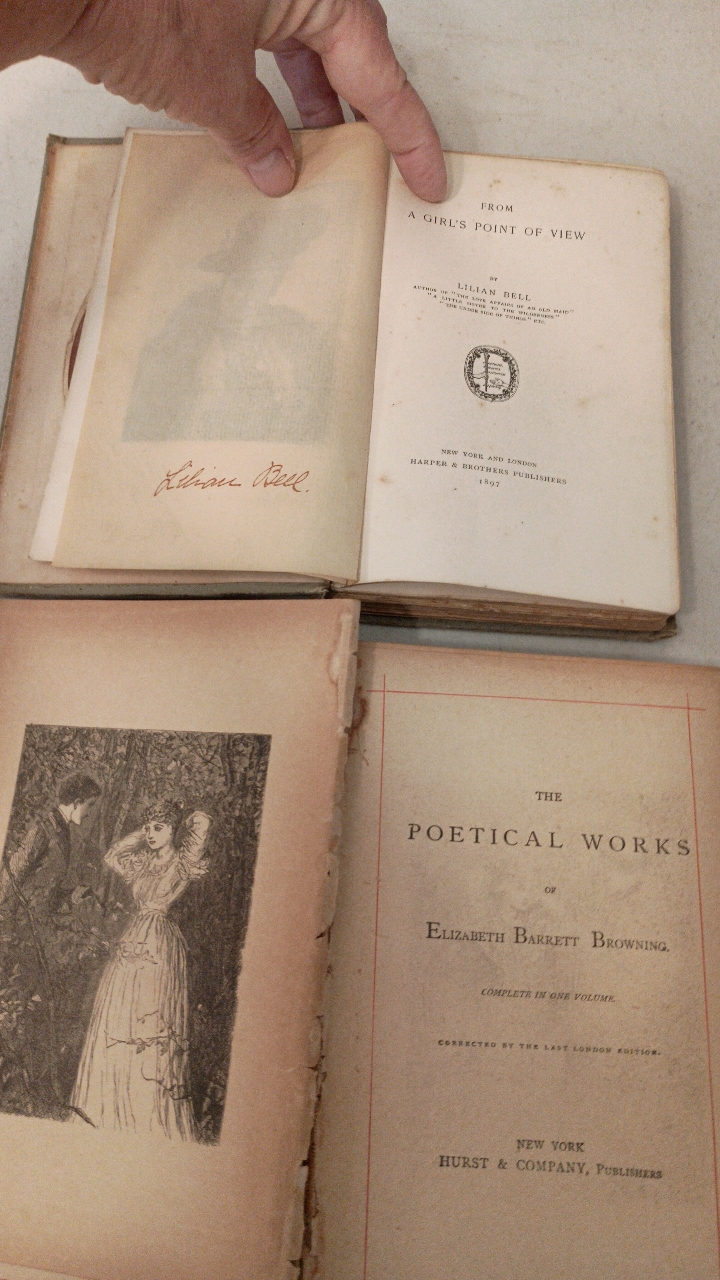 FROM
A GIRL'S POINT OF VIEW
BY
LILIAN BELL
AUTHOR OF "THE LOVE AFFAIRS OF AN OLD MAID"
"A LITTLE SISTER TO THE WILDERNESS"
"THE UNDER SIDE OF THINGS" ETC.
NEW YORK AND LONDON
HARPER & BROTHERS PUBLISHERS
1897
Lilian Bell.
THE
POETICAL WORKS
OF
ELIZABETH BARRETT BROWNING.
COMPLETE IN ONE VOLUME.
CORRECTED BY THE LAST LONDON EDITION.
NEW YORK
HURST & COMPANY, PUBLISHERS